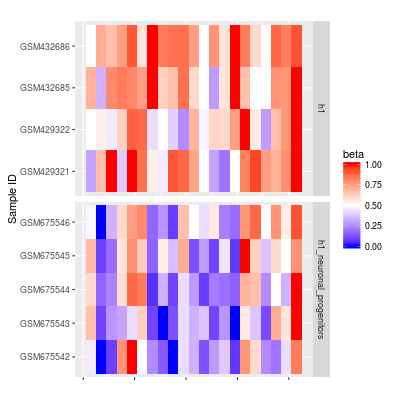 GSM432686
GSM432685
GSM429322
GSM429321
h1
GSM675546
GSM675545
GSM675544
GSM675543
GSM675542
h1_neuronal_progenitors
Sample ID
beta
1.00
0.75
0.50
0.25
0.00